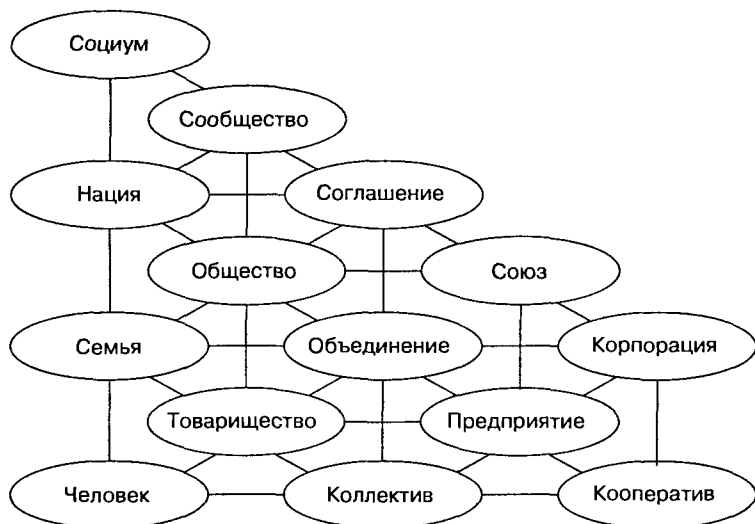 Социум
Сообщество
Нация
Соглашение
Общество
Союз
Семья
Объединение
Корпорация
Товарищество
Предприятие
Человек
Коллектив
Кооператив